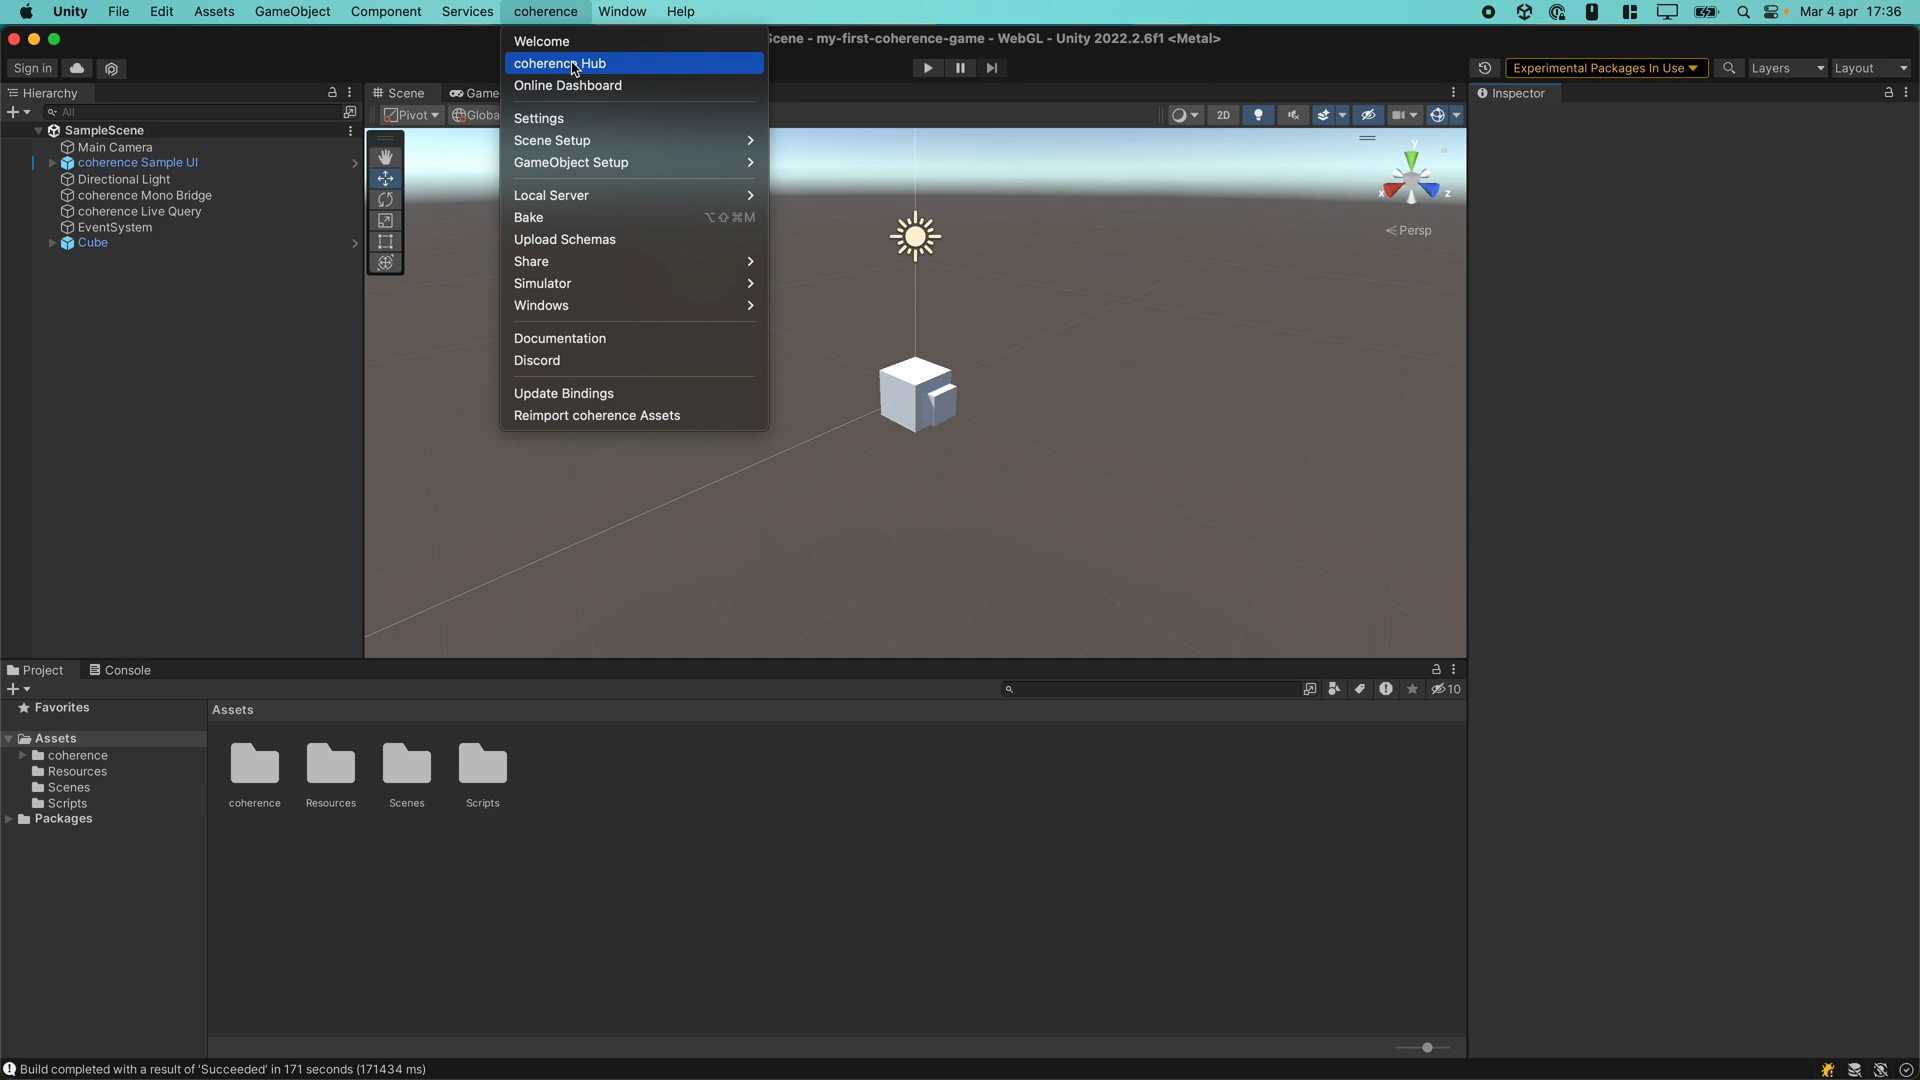 Unity File Edit Assets GameObject Component Services coherence Window Help Mar 4 apr 17:36
Scene - my-first-coherence-game - WebGL - Unity 2022.2.6f1 <Metal>
Sign in Experimental Packages In Use Layers Layout
Hierarchy Scene Game Inspector
All Pivot Globa 2D
SampleScene
Main Camera
coherence Sample UI
Directional Light
coherence Mono Bridge
coherence Live Query
EventSystem
Cube
Welcome
coherence Hub
Online Dashboard
Settings
Scene Setup
GameObject Setup
Local Server
Bake ⌥⇧⌘M
Upload Schemas
Share
Simulator
Windows
Documentation
Discord
Update Bindings
Reimport coherence Assets
y
x z
Persp
Project Console
10
Favorites
Assets
coherence
Resources
Scenes
Scripts
Packages
Assets
coherence Resources Scenes Scripts
Build completed with a result of 'Succeeded' in 171 seconds (171434 ms)